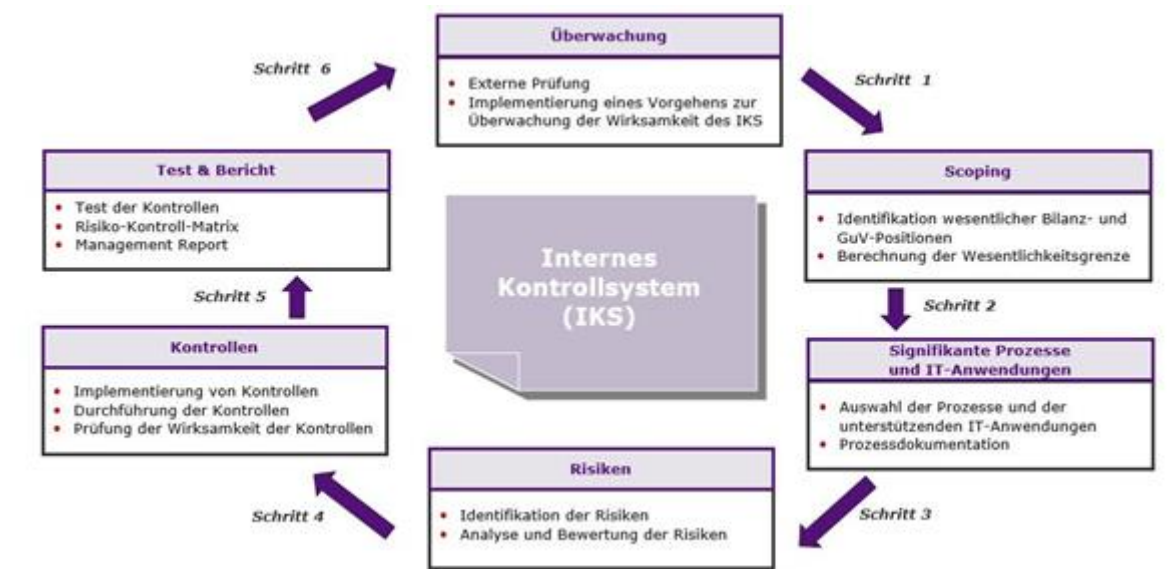 Überwachung
• Externe Prüfung
• Implementierung eines Vorgehens zur
Überwachung der Wirksamkeit des IKS
Schritt 1
Scoping
• Identifikation wesentlicher Bilanz- und
GuV-Positionen
• Berechnung der Wesentlichkeitsgrenze
Schritt 2
Signifikante Prozesse
und IT-Anwendungen
• Auswahl der Prozesse und der
unterstützenden IT-Anwendungen
• Prozessdokumentation
Schritt 3
Risiken
• Identifikation der Risiken
• Analyse und Bewertung der Risiken
Schritt 4
Kontrollen
• Implementierung von Kontrollen
• Durchführung der Kontrollen
• Prüfung der Wirksamkeit der Kontrollen
Schritt 5
Test & Bericht
• Test der Kontrollen
• Risiko-Kontroll-Matrix
• Management Report
Schritt 6
Internes
Kontrollsystem
(IKS)